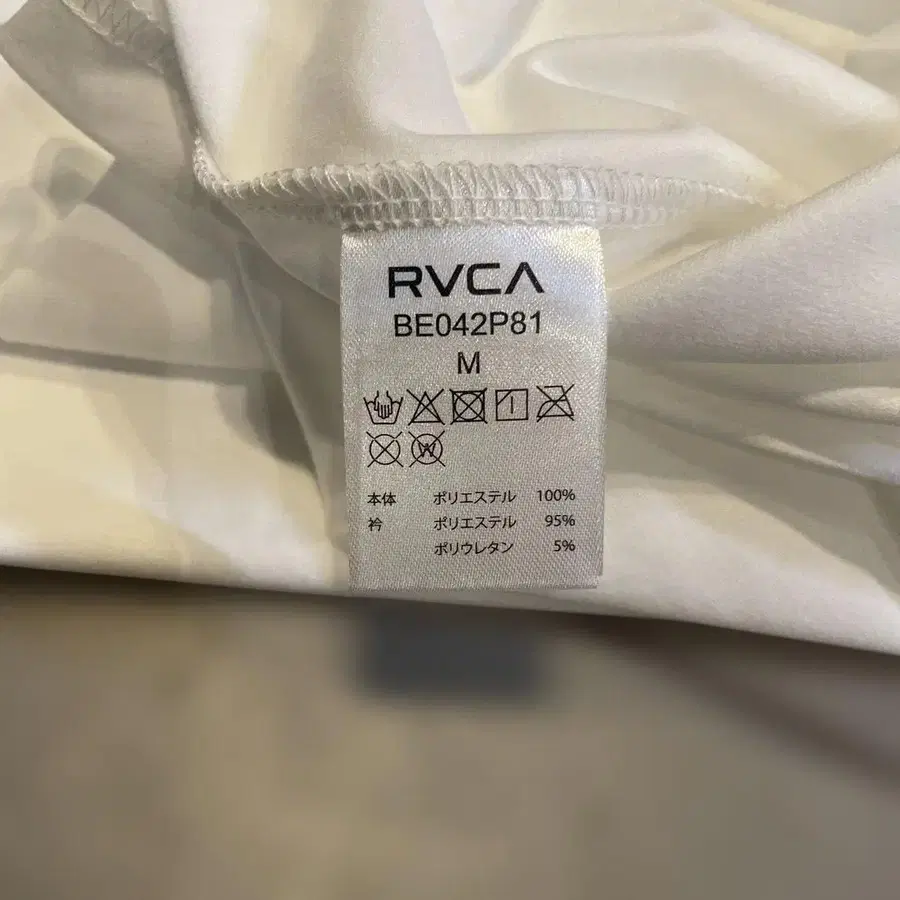 RVCA
BE042P81
M
本体 ポリエステル 100%
衿 ポリエステル 95%
ポリウレタン 5%